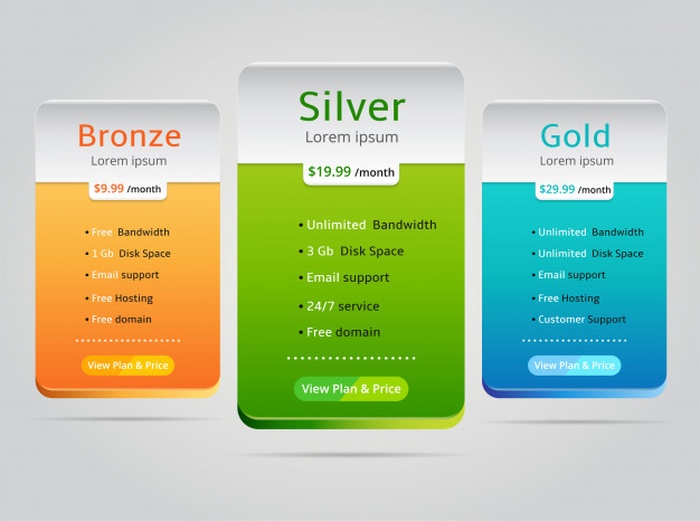 Bronze
Lorem ipsum
$9.99 /month
• Free Bandwidth
• 1 Gb Disk Space
• Email support
• Free Hosting
• Free domain
View Plan & Price
Silver
Lorem ipsum
$19.99 /month
• Unlimited Bandwidth
• 3 Gb Disk Space
• Email support
• 24/7 service
• Free domain
View Plan & Price
Gold
Lorem ipsum
$29.99 /month
• Unlimited Bandwidth
• Unlimited Disk Space
• Email support
• Free Hosting
• Customer Support
View Plan & Price